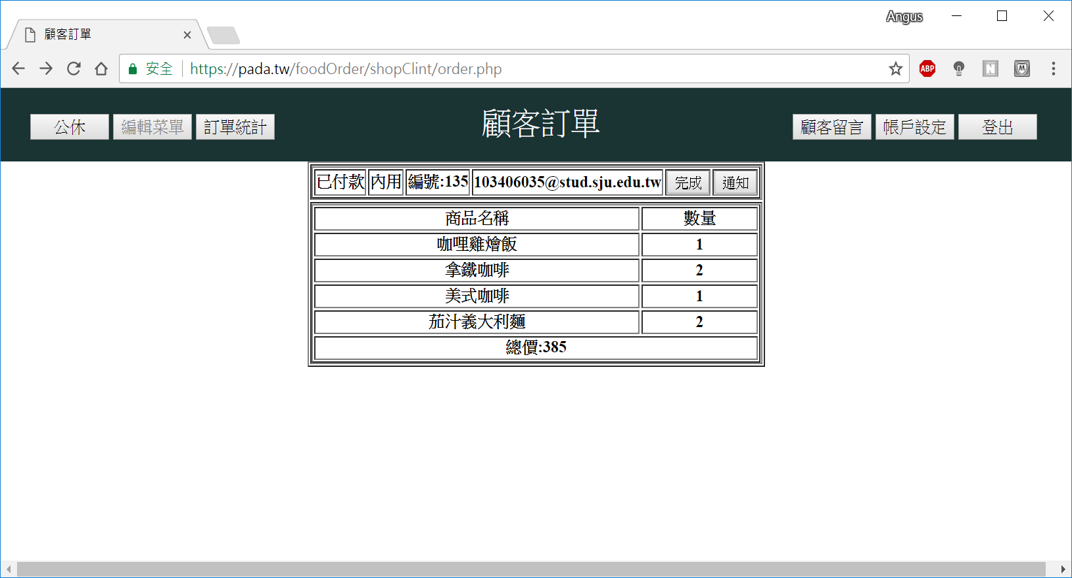 Angus
顧客訂單
安全 https://pada.tw/foodOrder/shopClint/order.php
ABP N
公休 編輯菜單 訂單統計 顧客訂單 顧客留言 帳戶設定 登出
已付款 內用 編號:135 103406035@stud.sju.edu.tw 完成 通知
商品名稱 數量
咖哩雞燴飯 1
拿鐵咖啡 2
美式咖啡 1
茄汁義大利麵 2
總價:385